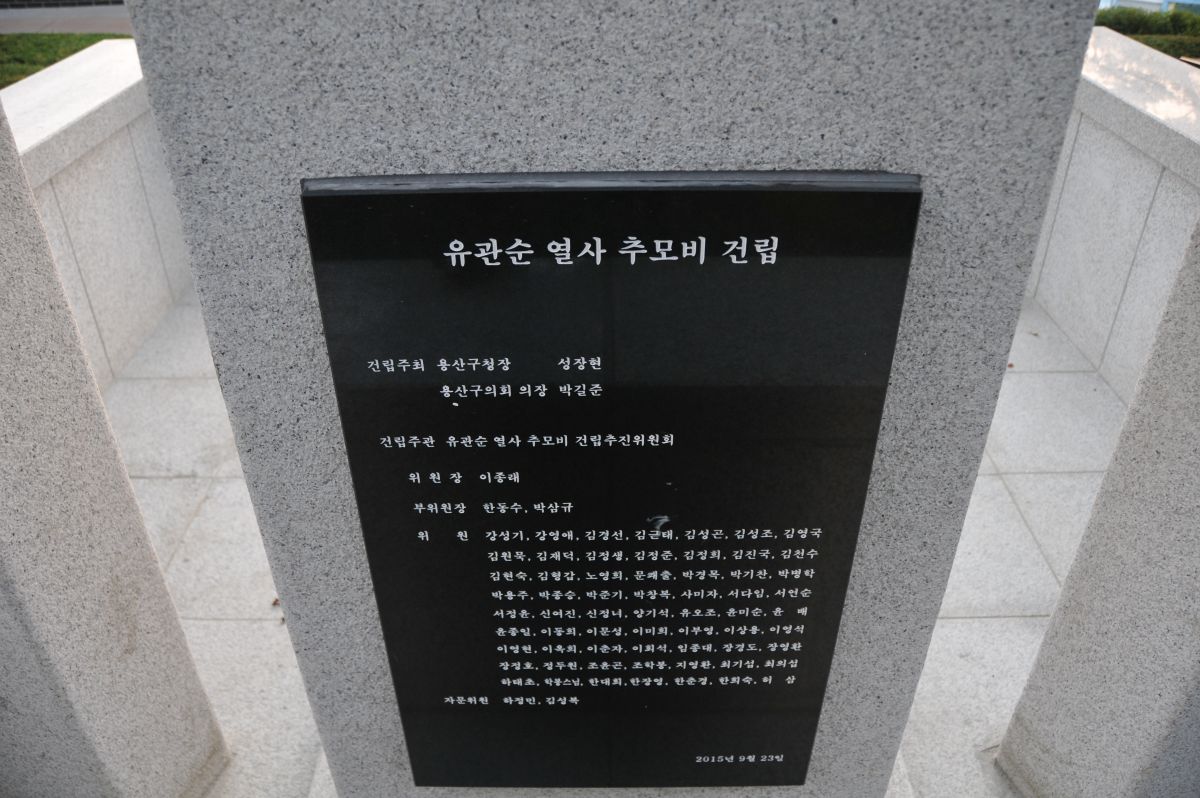 유관순 열사 추모비 건립
건립주최 용산구청장 성장현
용산구의회 의장 박길준
건립주관 유관순 열사 추모비 건립추진위원회
위 원 장 이종래
부위원장 한동수, 박삼규
위 원 강성기, 강영애, 김경선, 김근태, 김성곤, 김성조, 김영국
김원묵, 김재덕, 김정생, 김정준, 김정희, 김진국, 김천수
김현숙, 김형갑, 노영희, 문쾌출, 박경목, 박기찬, 박병학
박용주, 박종승, 박준기, 박창복, 사미자, 서다임, 서언순
서정윤, 신여진, 신정너, 양기석, 유오조, 윤미순, 윤 배
윤종일, 이동희, 이문성, 이미희, 이부영, 이상용, 이영석
이영현, 이옥희, 이춘자, 이회석, 임종대, 장경도, 장영환
장정호, 정두원, 조윤곤, 조학봉, 지영환, 최기섭, 최의섭
하태초, 학봉스님, 한대희, 한장영, 한춘경, 한희숙, 허 삼
자문위원 하정민, 김성복
2015년 9월 23일